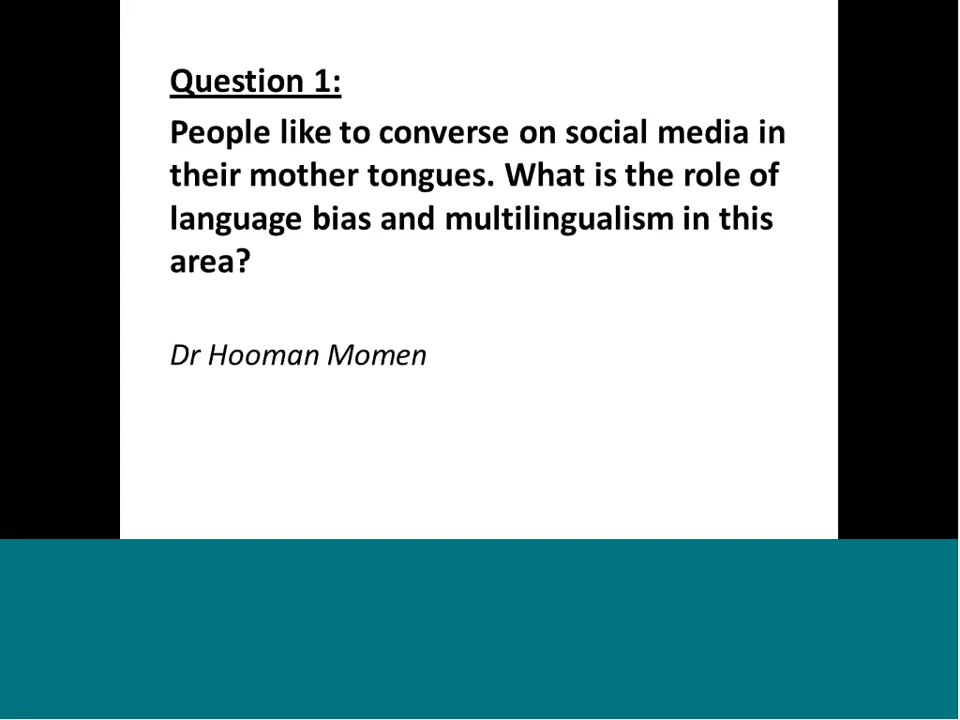 Question 1:
People like to converse on social media in
their mother tongues. What is the role of
language bias and multilingualism in this
area?
Dr Hooman Momen